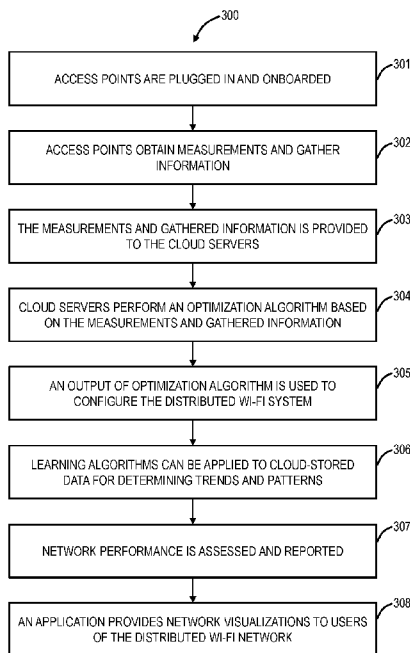 300
301
ACCESS POINTS ARE PLUGGED IN AND ONBOARDED
302
ACCESS POINTS OBTAIN MEASUREMENTS AND GATHER
INFORMATION
303
THE MEASUREMENTS AND GATHERED INFORMATION IS PROVIDED
TO THE CLOUD SERVERS
304
CLOUD SERVERS PERFORM AN OPTIMIZATION ALGORITHM BASED
ON THE MEASUREMENTS AND GATHERED INFORMATION
305
AN OUTPUT OF OPTIMIZATION ALGORITHM IS USED TO
CONFIGURE THE DISTRIBUTED WI-FI SYSTEM
306
LEARNING ALGORITHMS CAN BE APPLIED TO CLOUD-STORED
DATA FOR DETERMINING TRENDS AND PATTERNS
307
NETWORK PERFORMANCE IS ASSESSED AND REPORTED
308
AN APPLICATION PROVIDES NETWORK VISUALIZATIONS TO USERS
OF THE DISTRIBUTED WI-FI NETWORK